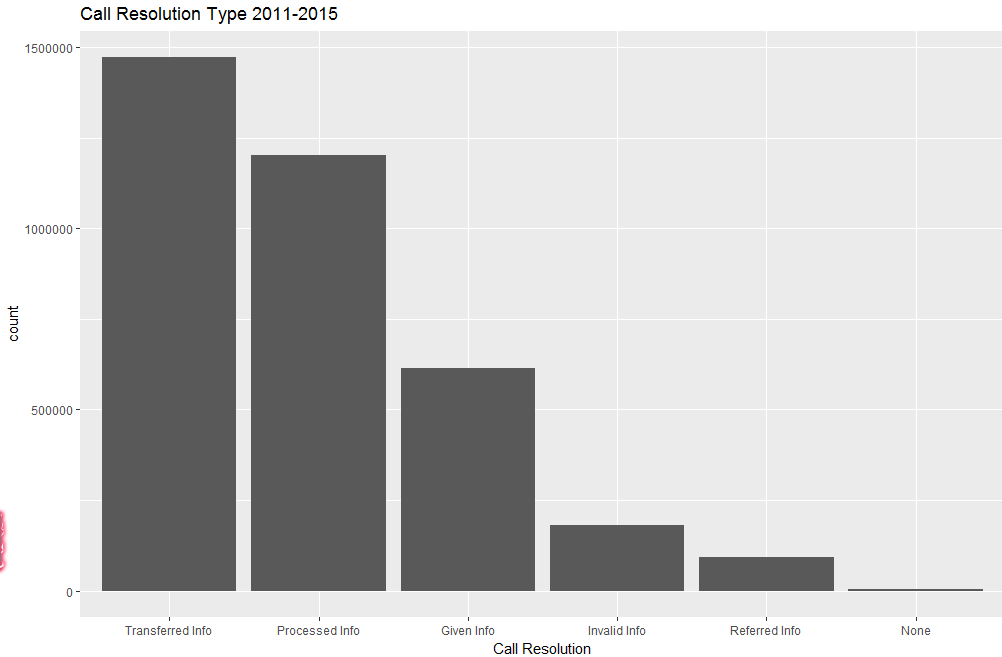 Call Resolution Type 2011-2015
1500000
1000000
500000
0
count
Transferred Info Processed Info Given Info Invalid Info Referred Info None
Call Resolution